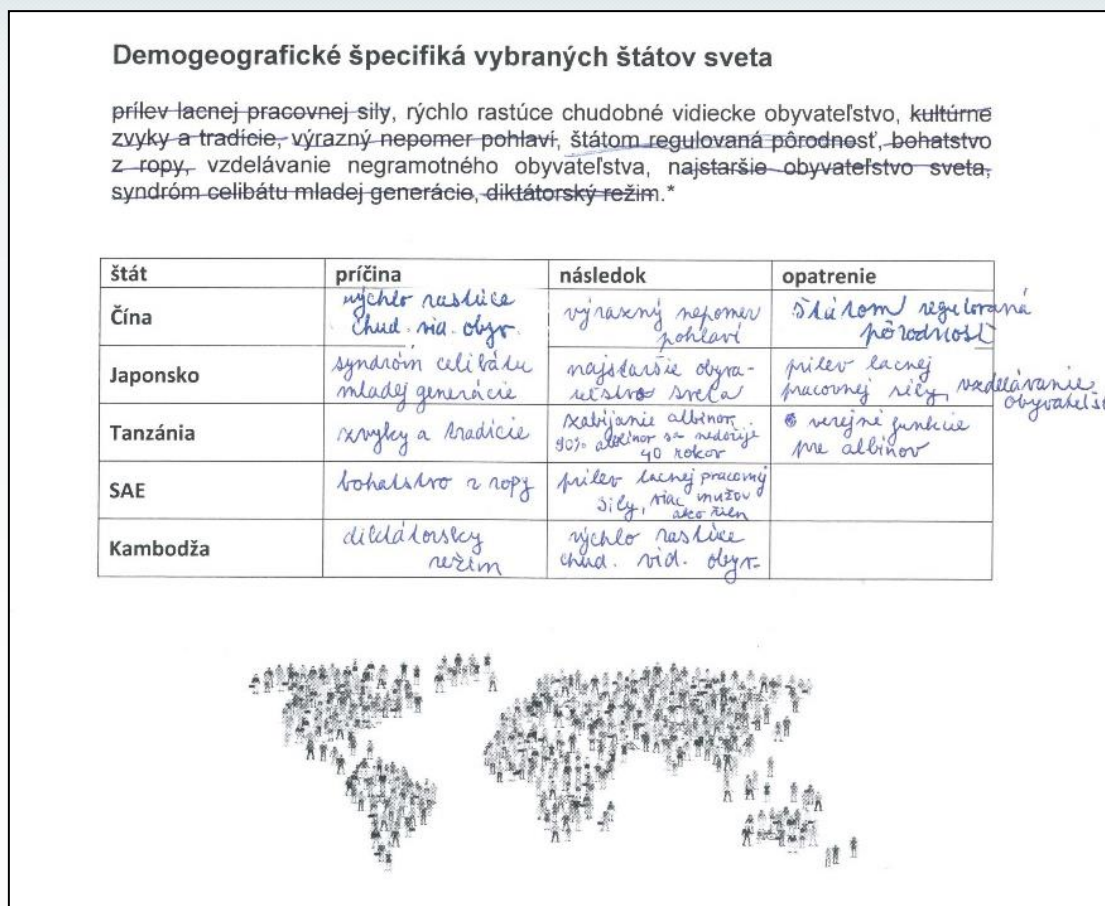 Demogeografické špecifiká vybraných štátov sveta
prílev lacnej pracovnej sily, rýchlo rastúce chudobné vidiecke obyvateľstvo, kultúrne
zvyky a tradície, výrazný nepomer pohlaví, štátom regulovaná pôrodnosť, bohatstvo
z ropy, vzdelávanie negramotného obyvateľstva, najstaršie obyvateľstvo sveta,
syndróm celibátu mladej generácie, diktátorský režim.*
štát príčina následok opatrenie
Čína
rýchlo rastúce
chud. vid. obyv.
výrazný nepomer
pohlaví
štátom regulovaná
pôrodnosť
Japonsko
syndróm celibátu
mladej generácie
najstaršie obyva-
teľstvo sveta
prílev lacnej
pracovnej sily, vzdelávanie
Tanzánia
zvyky a tradície
zabíjanie albínov
90% albínov sa nedožije
40 rokov
verejné funkcie
pre albínov
SAE
bohatstvo z ropy
prílev lacnej pracovnej
sily, viac mužov
ako žien
Kambodža
diktátorsky
režim
rýchlo rastúce
chud. vid. obyv.